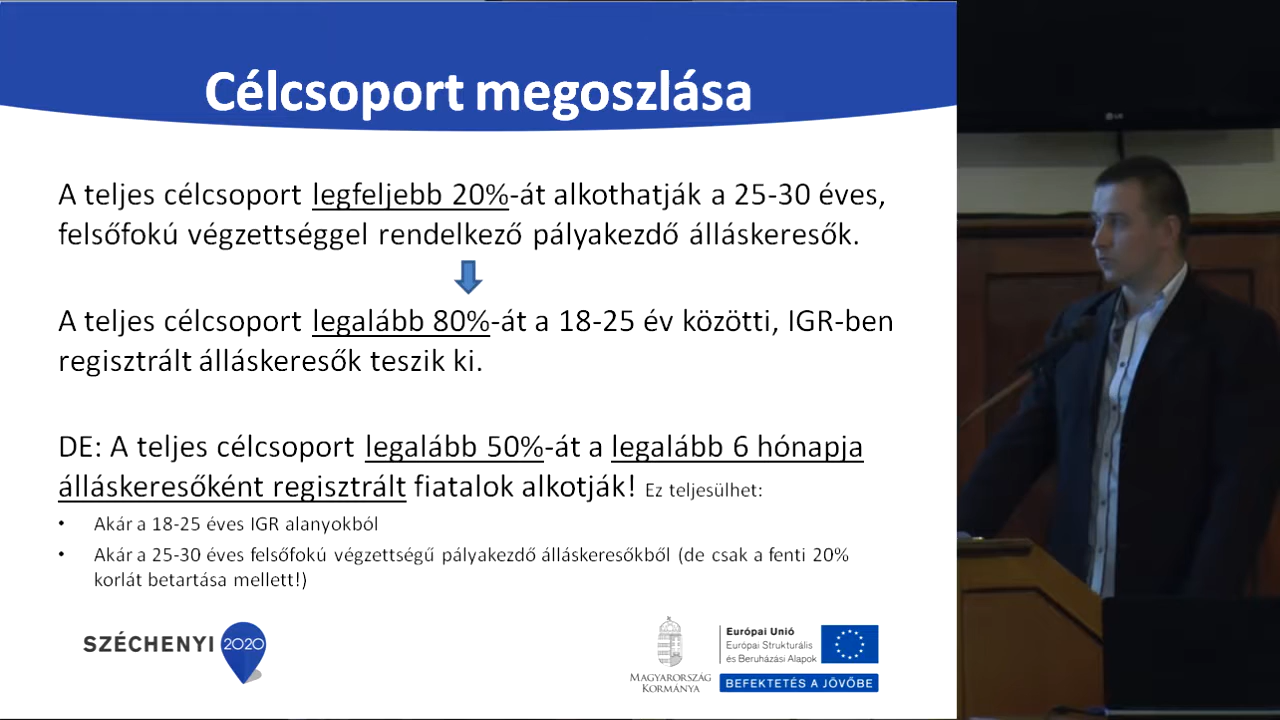 Célcsoport megoszlása
A teljes célcsoport legfeljebb 20%-át alkothatják a 25-30 éves,
felsőfokú végzettséggel rendelkező pályakezdő álláskeresők.
A teljes célcsoport legalább 80%-át a 18-25 év közötti, IGR-ben
regisztrált álláskeresők teszik ki.
DE: A teljes célcsoport legalább 50%-át a legalább 6 hónapja
álláskeresőként regisztrált fiatalok alkotják! Ez teljesülhet:
• Akár a 18-25 éves IGR alanyokból
• Akár a 25-30 éves felsőfokú végzettségű pályakezdő álláskeresőkből (de csak a fenti 20%
korlát betartása mellett!)
SZÉCHENYI 2020
MAGYARORSZÁG
KORMÁNYA
Európai Unió
Európai Strukturális
és Beruházási Alapok
BEFEKTETÉS A JÖVŐBE
LG